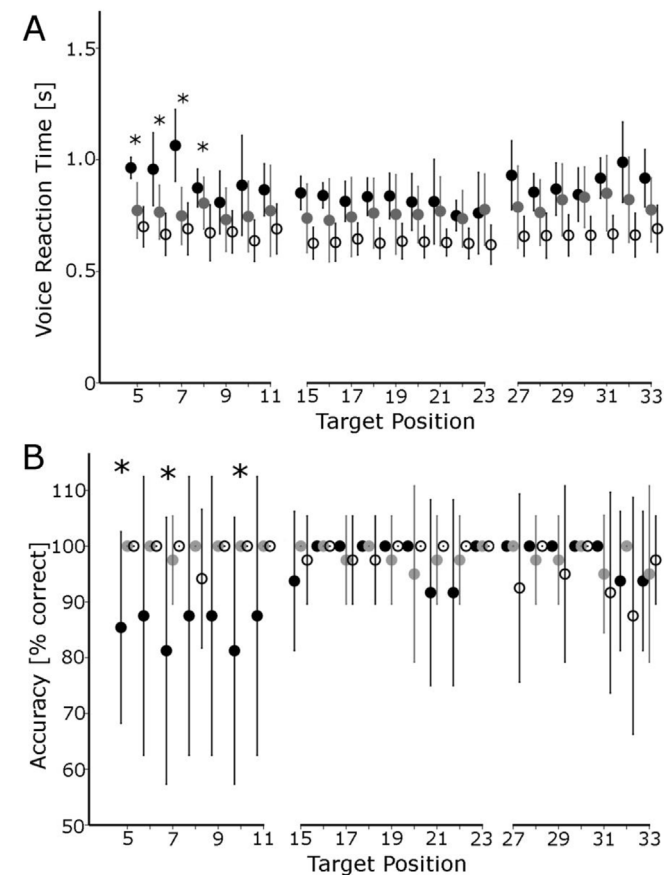 A
Voice Reaction Time [s]
1.5
1.0
0.5
0
* * * *
5 7 9 11 15 17 19 21 23 27 29 31 33
Target Position
B
Accuracy [% correct]
110
100
90
80
70
60
50
* * *
5 7 9 11 15 17 19 21 23 27 29 31 33
Target Position